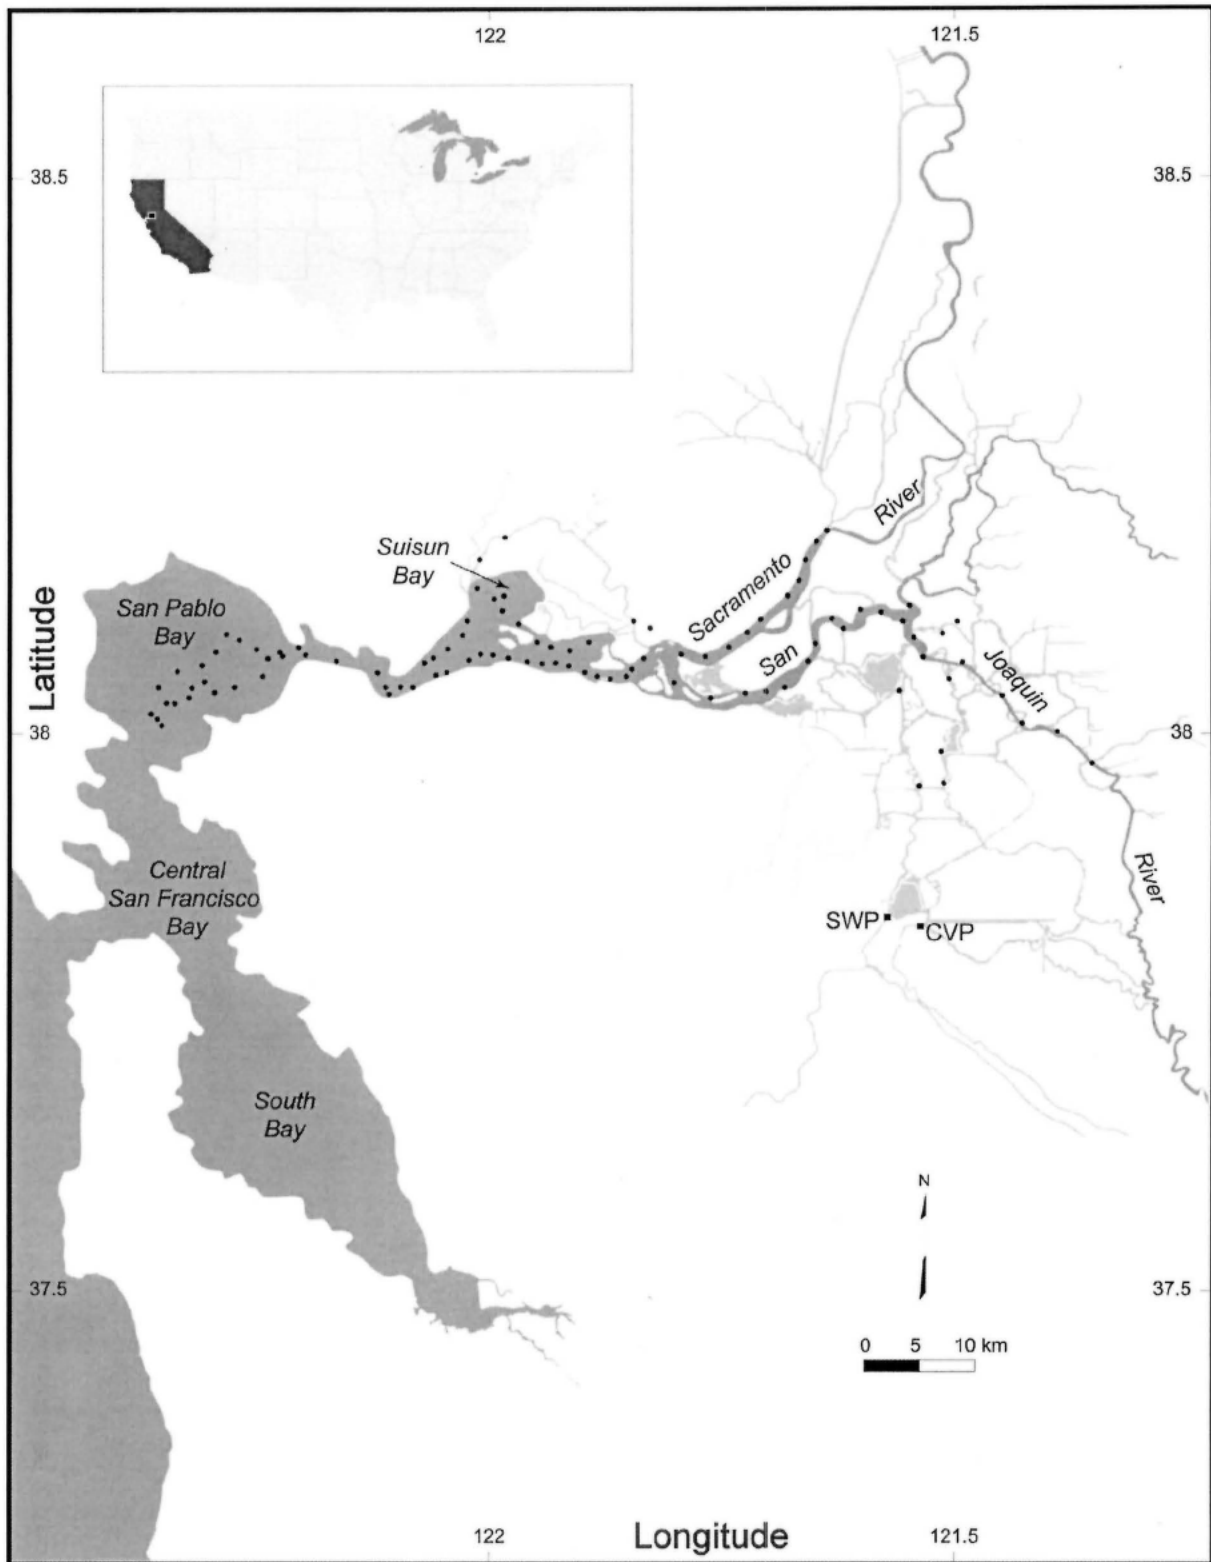 122
121.5
38.5
38.5
River
Suisun
Bay
Sacramento
San Pablo
Bay
San
Joaquin
Latitude
38
38
Central
San Francisco
Bay
River
SWP
CVP
South
Bay
N
37.5
37.5
0 5 10 km
122
121.5
Longitude